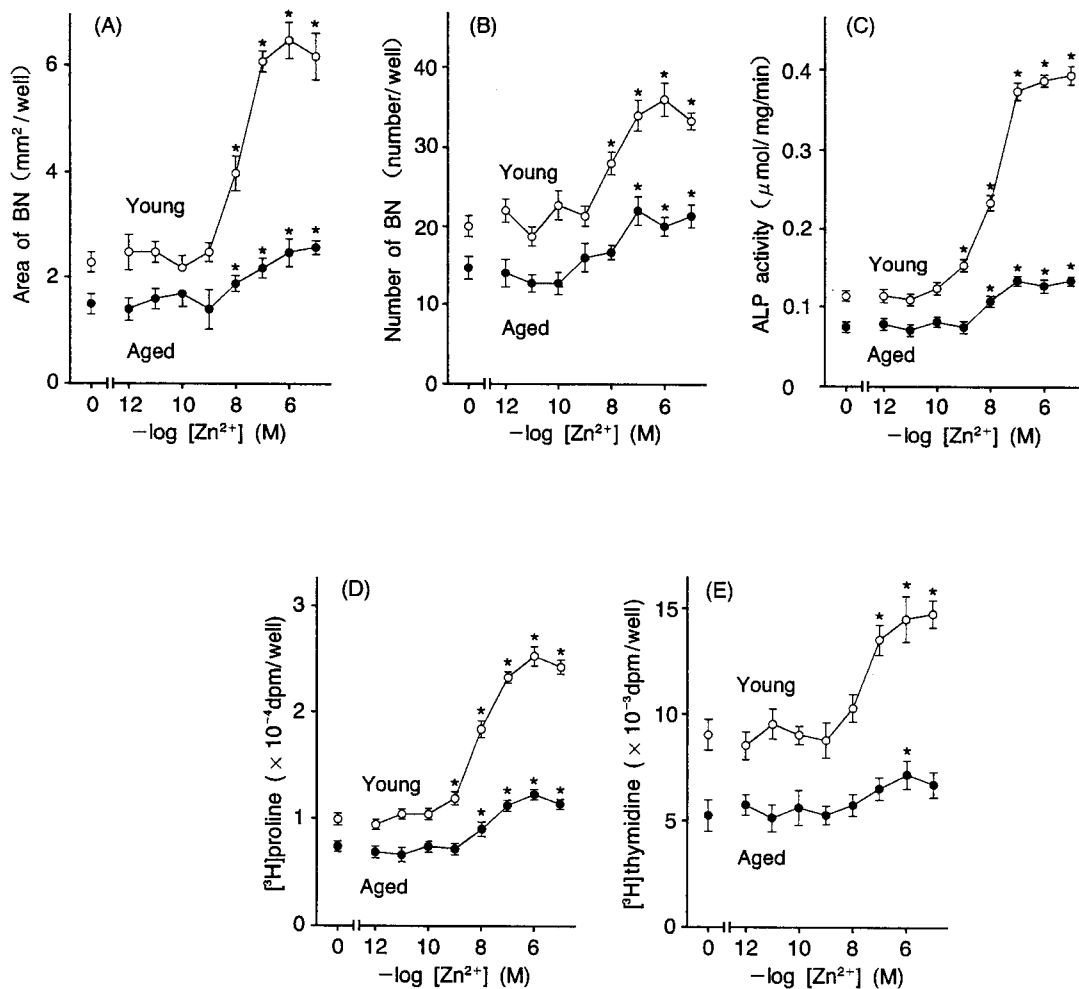 (A)
Area of BN (mm²/well)
6
4
2
0
Young
Aged
* * * *
* * * *
0 12 10 8 6
−log [Zn²⁺] (M)
(B)
Number of BN (number/well)
40
30
20
10
0
Young
Aged
* * * *
* * *
0 12 10 8 6
−log [Zn²⁺] (M)
(C)
ALP activity (μmol/mg/min)
0.4
0.3
0.2
0.1
0
Young
Aged
* * * * *
* * * *
0 12 10 8 6
−log [Zn²⁺] (M)
(D)
[³H]proline (×10⁻⁴dpm/well)
3
2
1
0
Young
Aged
* * * * *
* * * *
0 12 10 8 6
−log [Zn²⁺] (M)
(E)
[³H]thymidine (×10⁻³dpm/well)
15
10
5
0
Young
Aged
* * *
*
0 12 10 8 6
−log [Zn²⁺] (M)